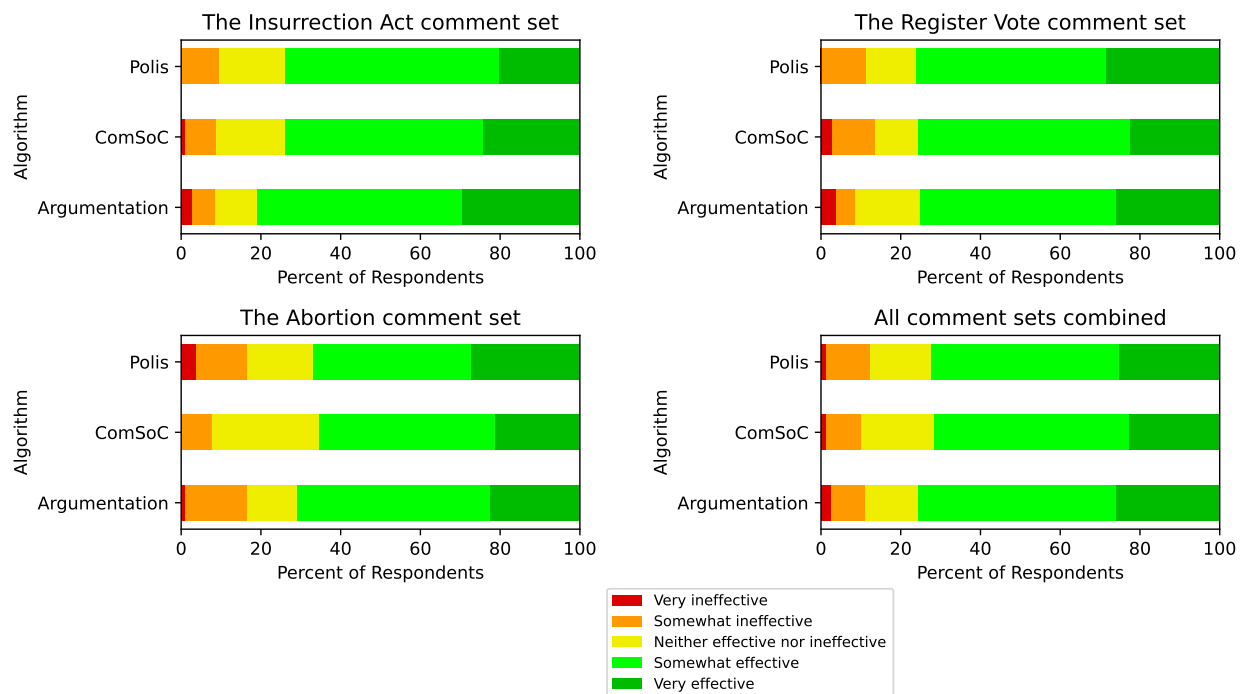 The Insurrection Act comment set
Algorithm
Polis
ComSoC
Argumentation
0 20 40 60 80 100
Percent of Respondents
The Register Vote comment set
Algorithm
Polis
ComSoC
Argumentation
0 20 40 60 80 100
Percent of Respondents
The Abortion comment set
Algorithm
Polis
ComSoC
Argumentation
0 20 40 60 80 100
Percent of Respondents
All comment sets combined
Algorithm
Polis
ComSoC
Argumentation
0 20 40 60 80 100
Percent of Respondents
Very ineffective
Somewhat ineffective
Neither effective nor ineffective
Somewhat effective
Very effective